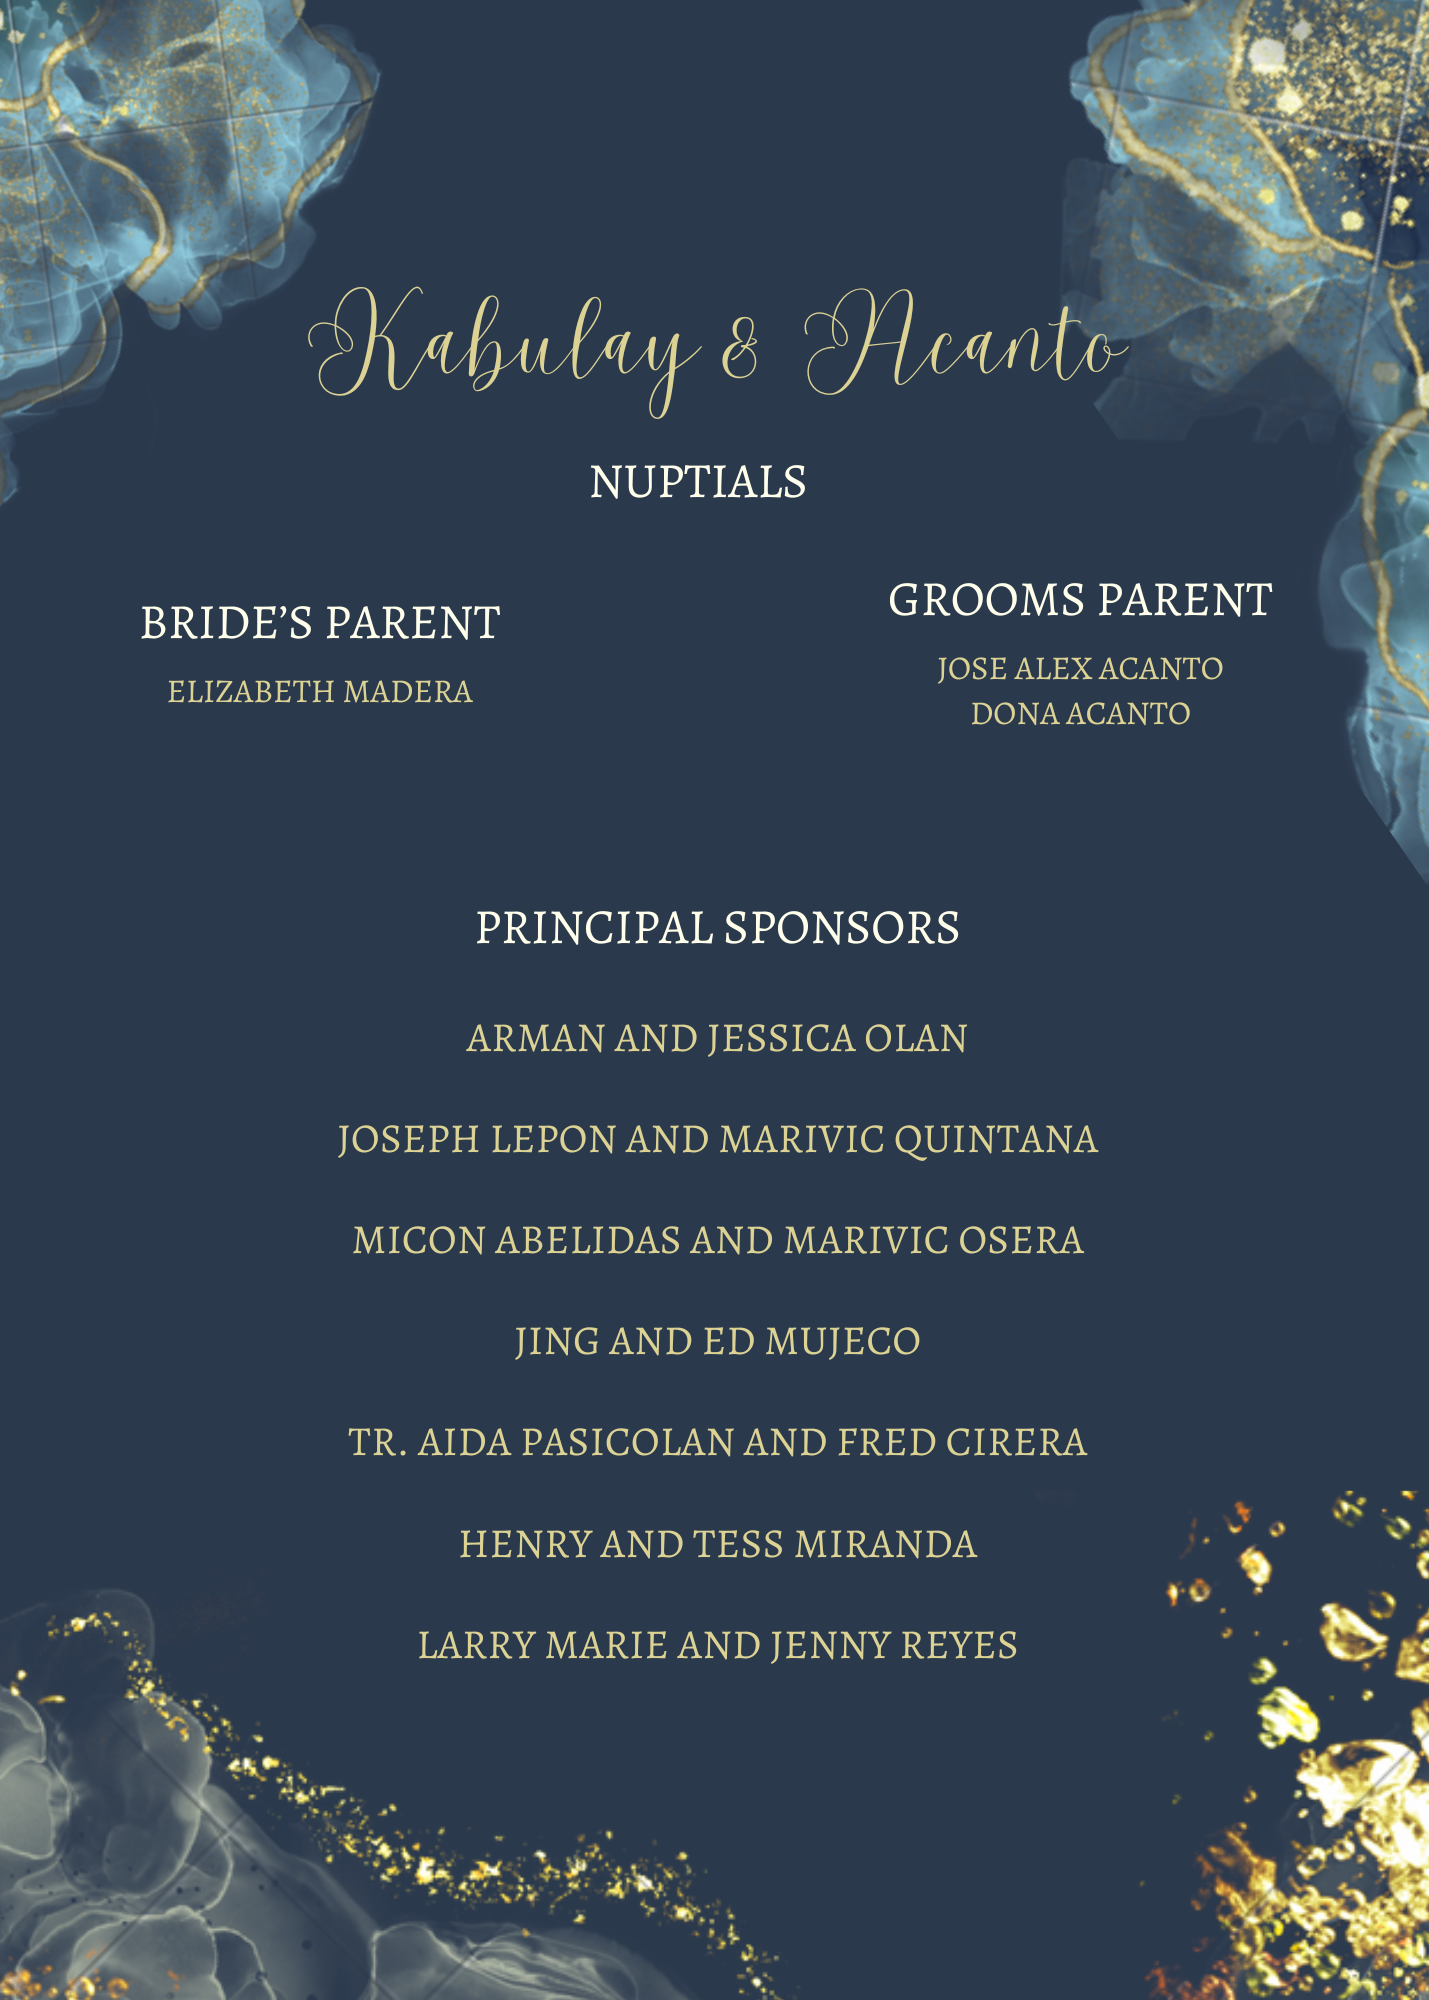 Kabulay & Acanto
NUPTIALS
BRIDE’S PARENT
ELIZABETH MADERA
GROOMS PARENT
JOSE ALEX ACANTO
DONA ACANTO
PRINCIPAL SPONSORS
ARMAN AND JESSICA OLAN
JOSEPH LEPON AND MARIVIC QUINTANA
MICON ABELIDAS AND MARIVIC OSERA
JING AND ED MUJECO
TR. AIDA PASICOLAN AND FRED CIRERA
HENRY AND TESS MIRANDA
LARRY MARIE AND JENNY REYES